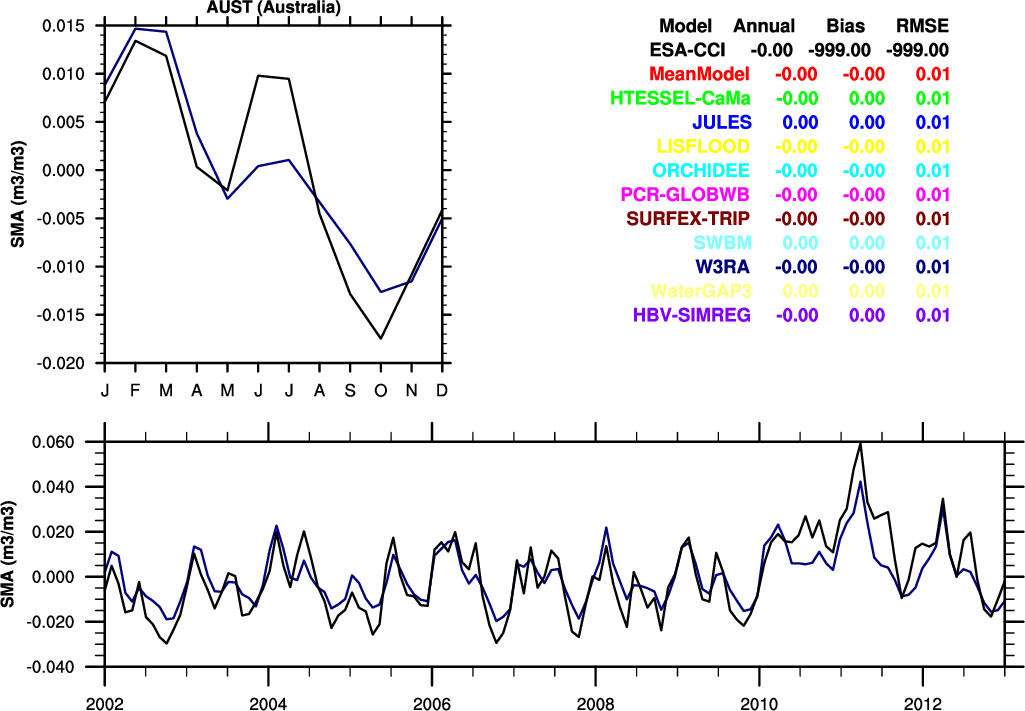 AUST (Australia)
0.015
0.010
0.005
0.000
-0.005
-0.010
-0.015
-0.020
SMA (m3/m3)
J F M A M J J A S O N D
Model Annual Bias RMSE
ESA-CCI -0.00 -999.00 -999.00
MeanModel -0.00 -0.00 0.01
HTESSEL-CaMa -0.00 0.00 0.01
JULES 0.00 0.00 0.01
LISFLOOD -0.00 -0.00 0.01
ORCHIDEE -0.00 -0.00 0.01
PCR-GLOBWB -0.00 -0.00 0.01
SURFEX-TRIP -0.00 -0.00 0.01
SWBM 0.00 0.00 0.01
W3RA -0.00 -0.00 0.01
WaterGAP3 0.00 0.00 0.01
HBV-SIMREG -0.00 0.00 0.01
0.060
0.040
0.020
0.000
-0.020
-0.040
SMA (m3/m3)
2002 2004 2006 2008 2010 2012